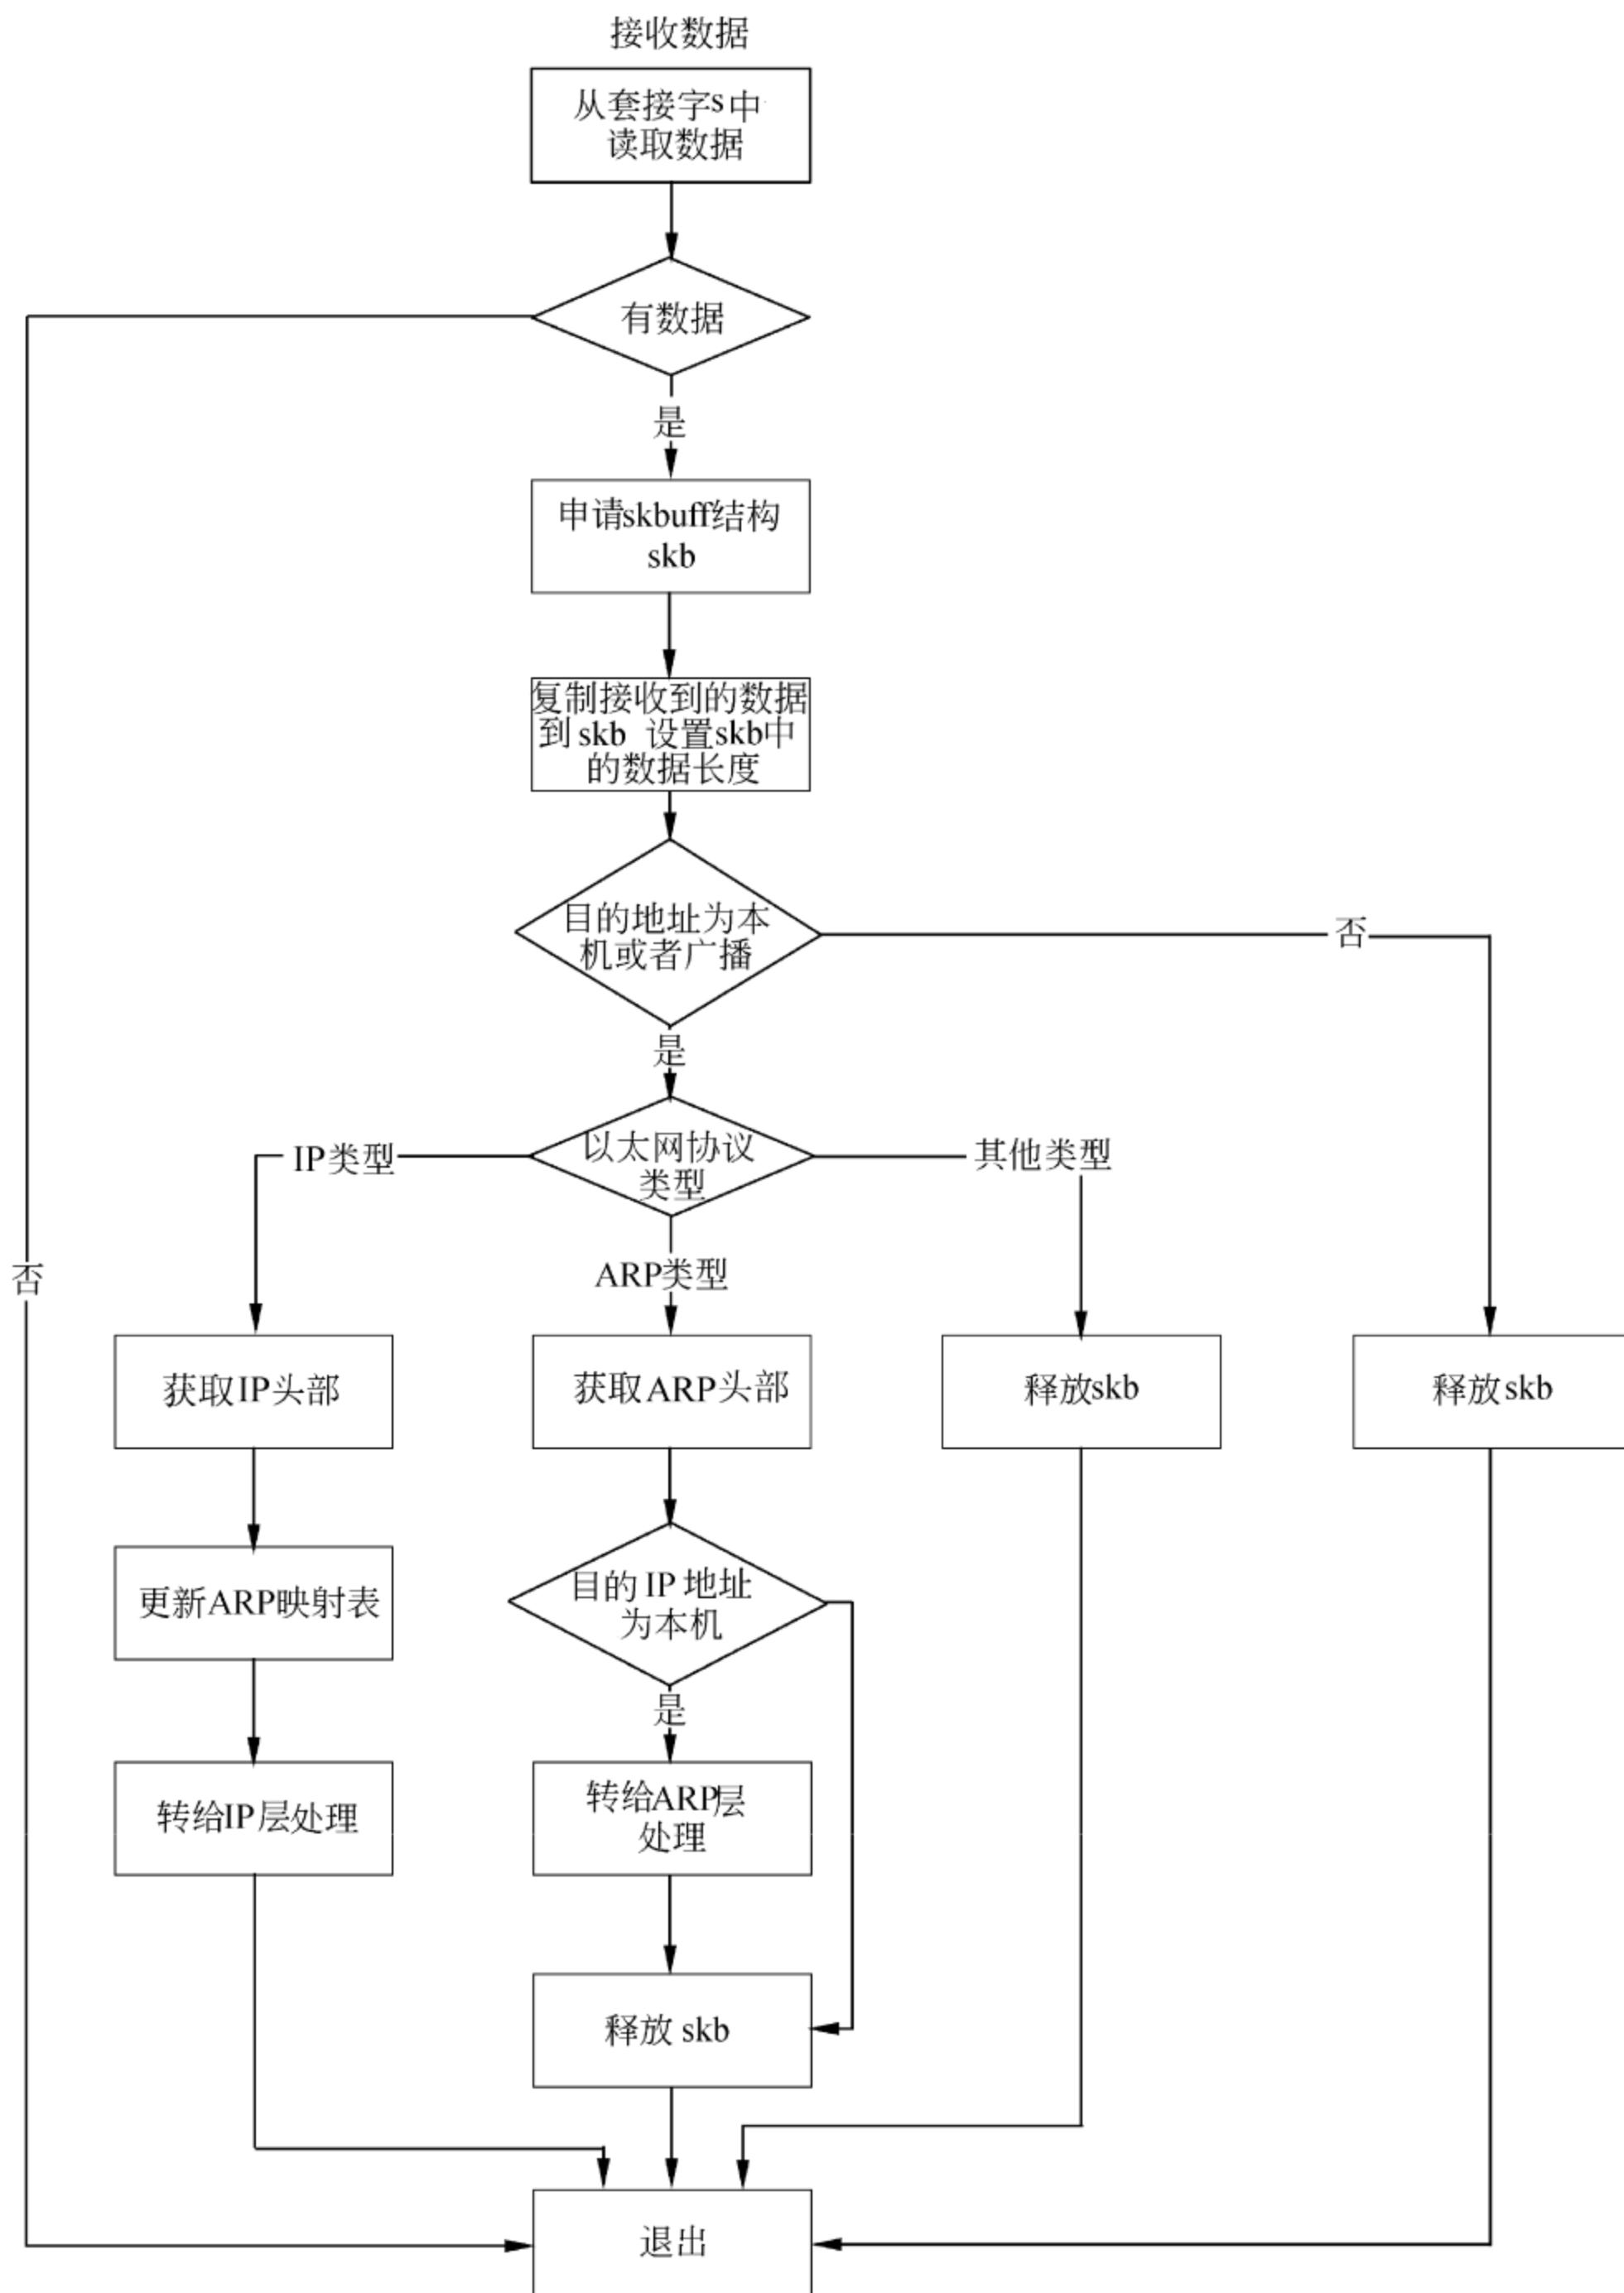 接收数据
从套接字s中
读取数据
有数据
是
申请skbuff结构
skb
复制接收到的数据
到 skb 设置skb中
的数据长度
目的地址为本
机或者广播
否
是
以太网协议
类型
IP类型
其他类型
ARP类型
否
获取IP头部
获取ARP头部
释放skb
释放skb
更新ARP映射表
目的 IP 地址
为本机
是
转给IP层处理
转给ARP层
处理
释放 skb
退出